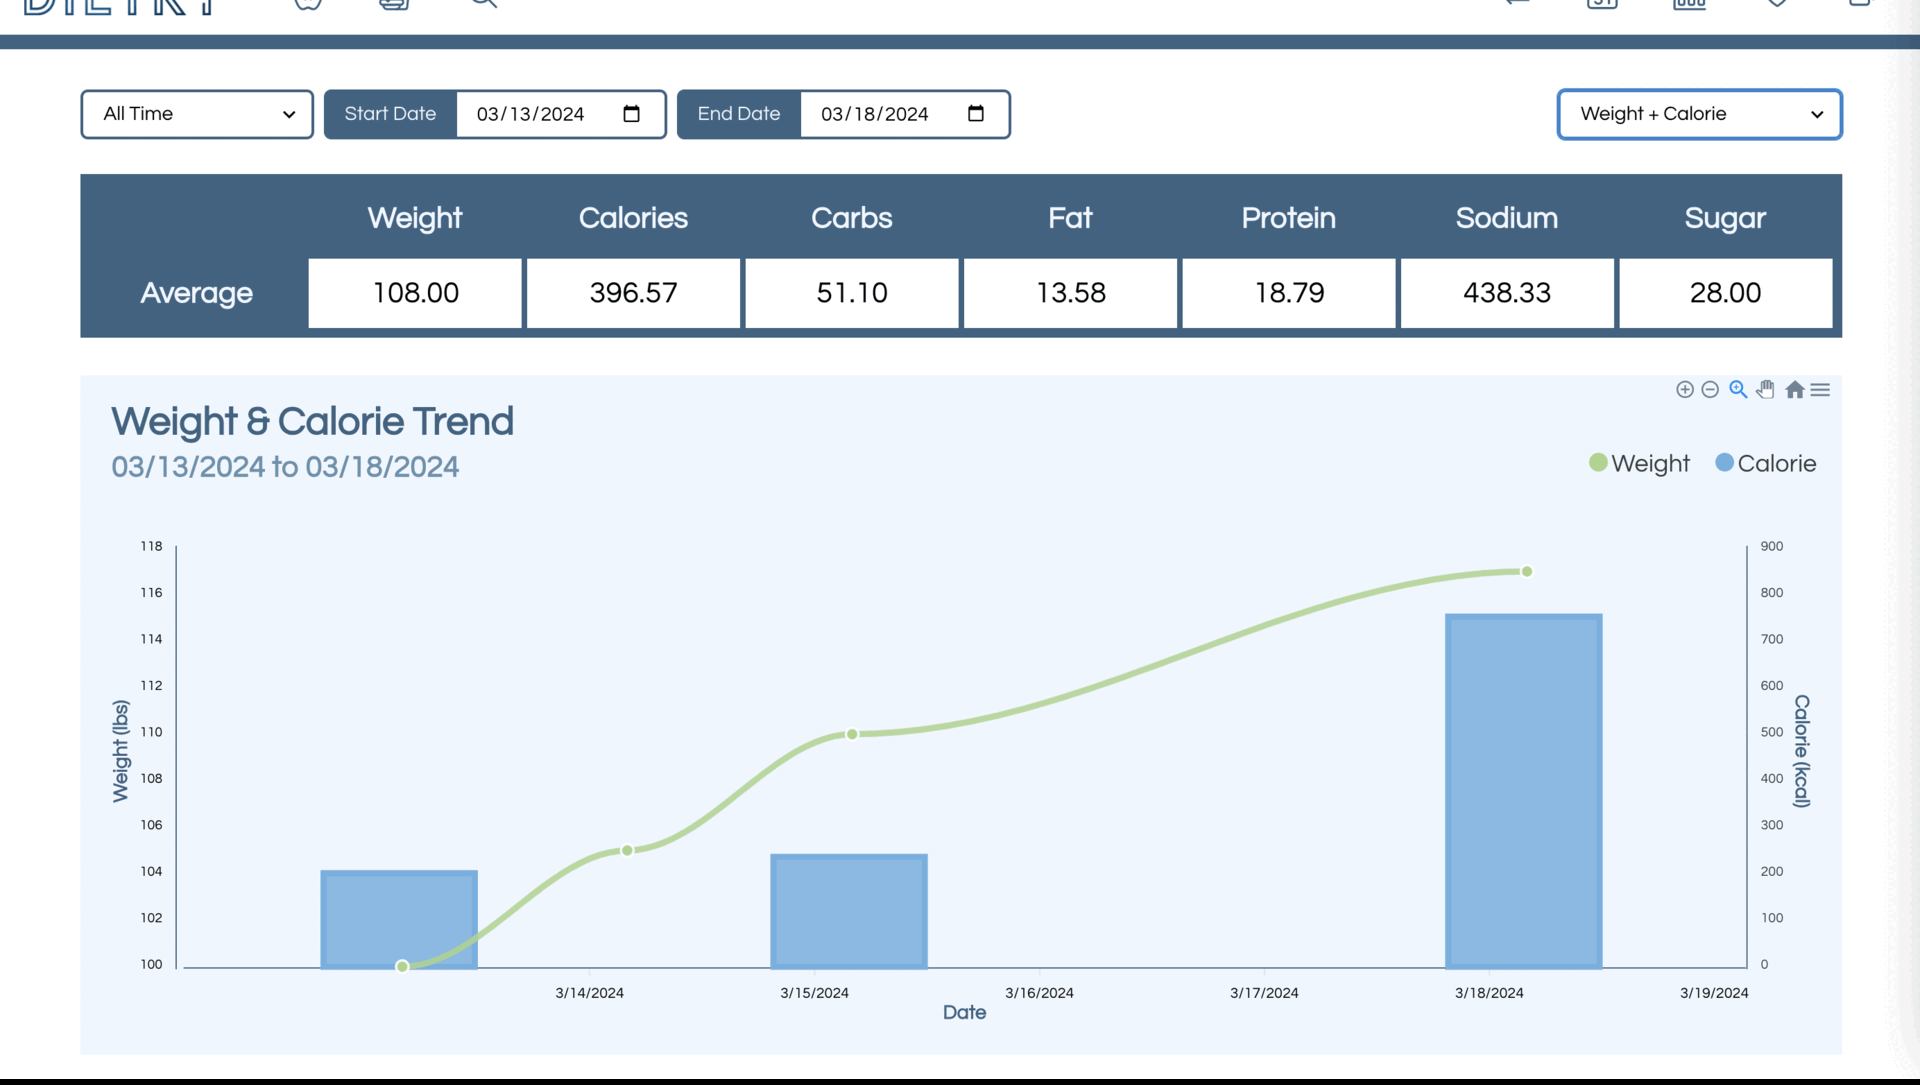 All Time
Start Date 03/13/2024
End Date 03/18/2024
Weight + Calorie
Weight Calories Carbs Fat Protein Sodium Sugar
Average 108.00 396.57 51.10 13.58 18.79 438.33 28.00
Weight & Calorie Trend
03/13/2024 to 03/18/2024
Weight Calorie
118 900
116 800
114 700
112 600
110 500
108 400
106 300
104 200
102 100
100 0
Weight (lbs)
Calorie (kcal)
3/14/2024 3/15/2024 3/16/2024 3/17/2024 3/18/2024 3/19/2024
Date